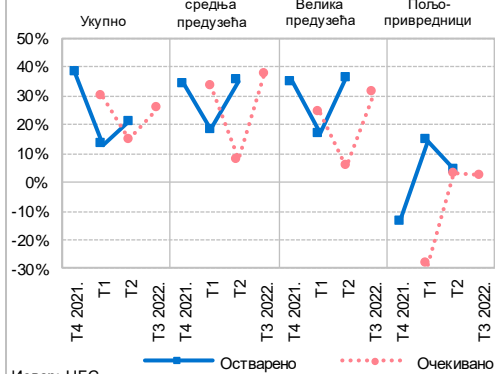 средња
Велика
Пољо-
Укупно
предузећа
предузећа
привредници
50%
40%
30%
20%
10%
0%
-10%
-20%
-30%
Т4 2021.
Т1
Т2
Т3 2022.
Т4 2021.
Т1
Т2
Т3 2022.
Т4 2021.
Т1
Т2
Т3 2022.
Т4 2021.
Т1
Т2
Т3 2022.
Остварено
Очекивано